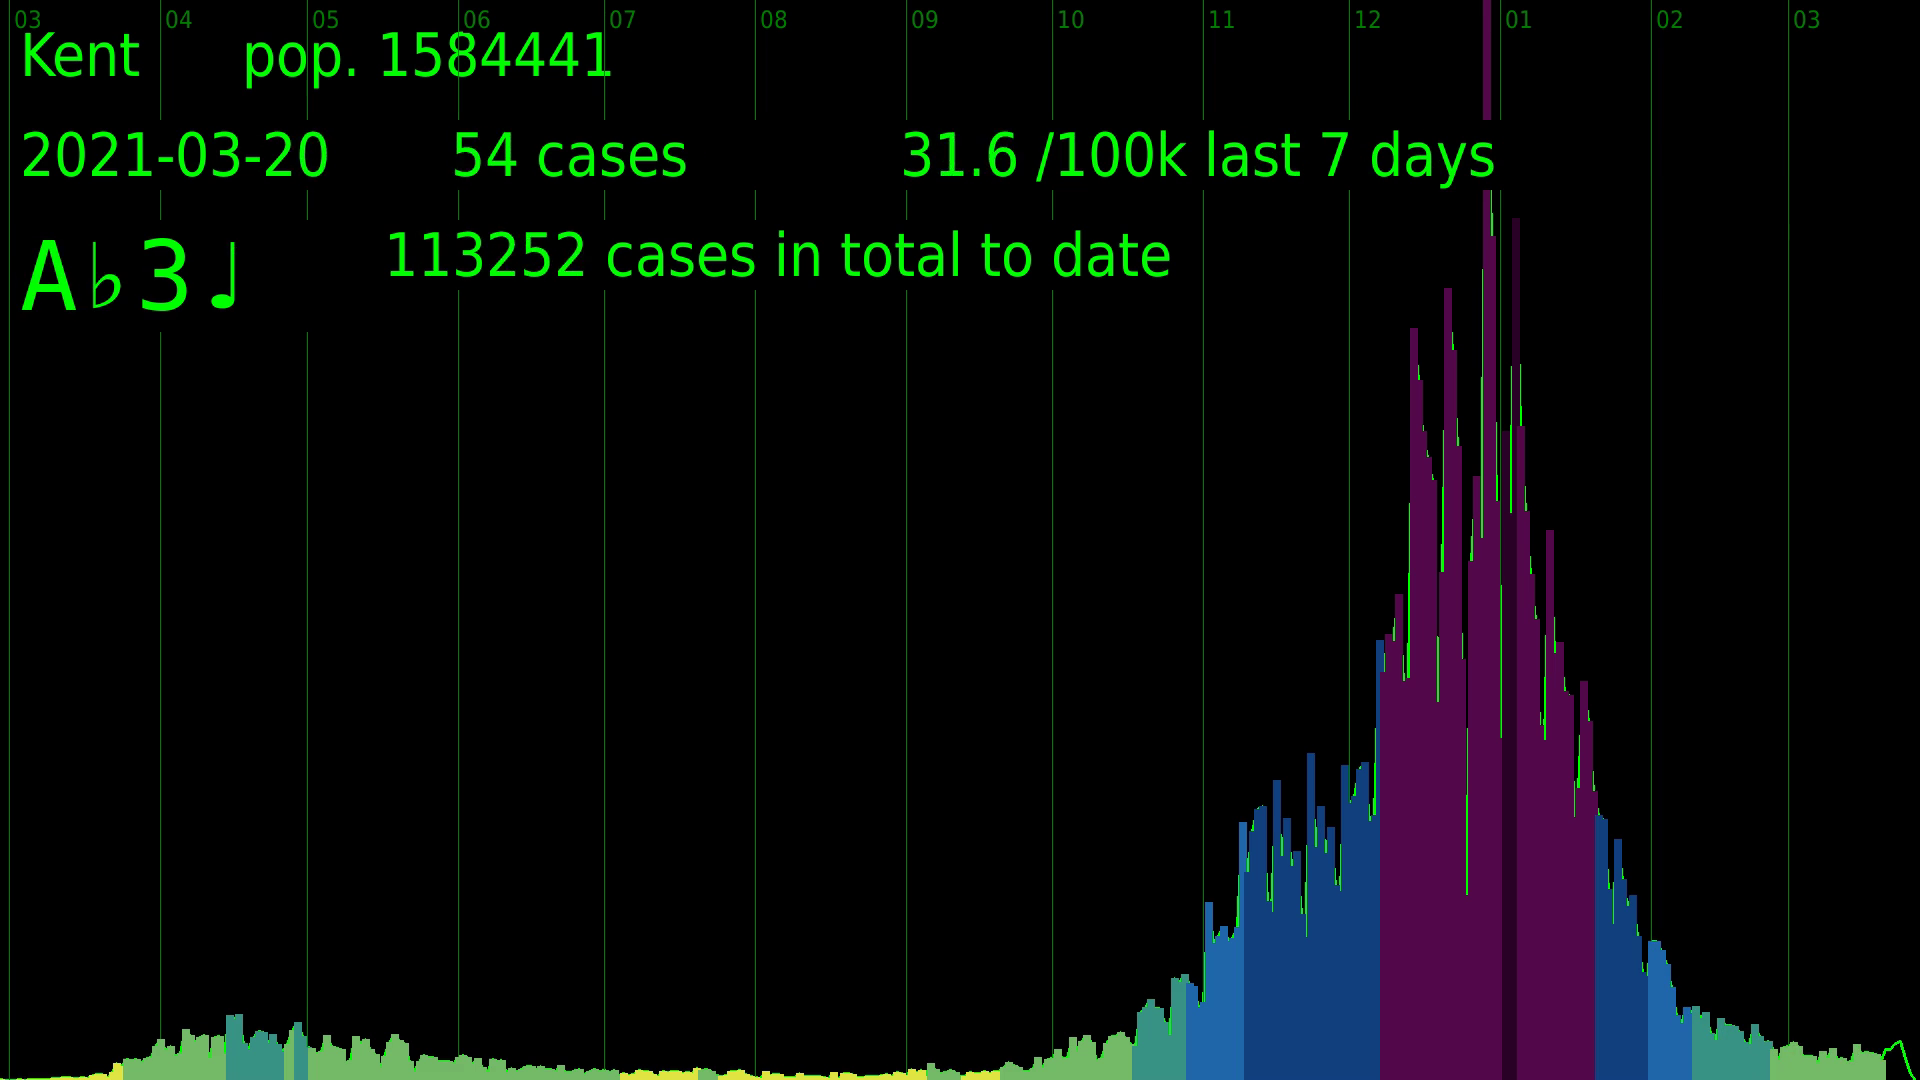 03 04 05 06 07 08 09 10 11 12 01 02 03
Kent pop. 1584441
2021-03-20 54 cases 31.6 /100k last 7 days
A♭3♩ 113252 cases in total to date